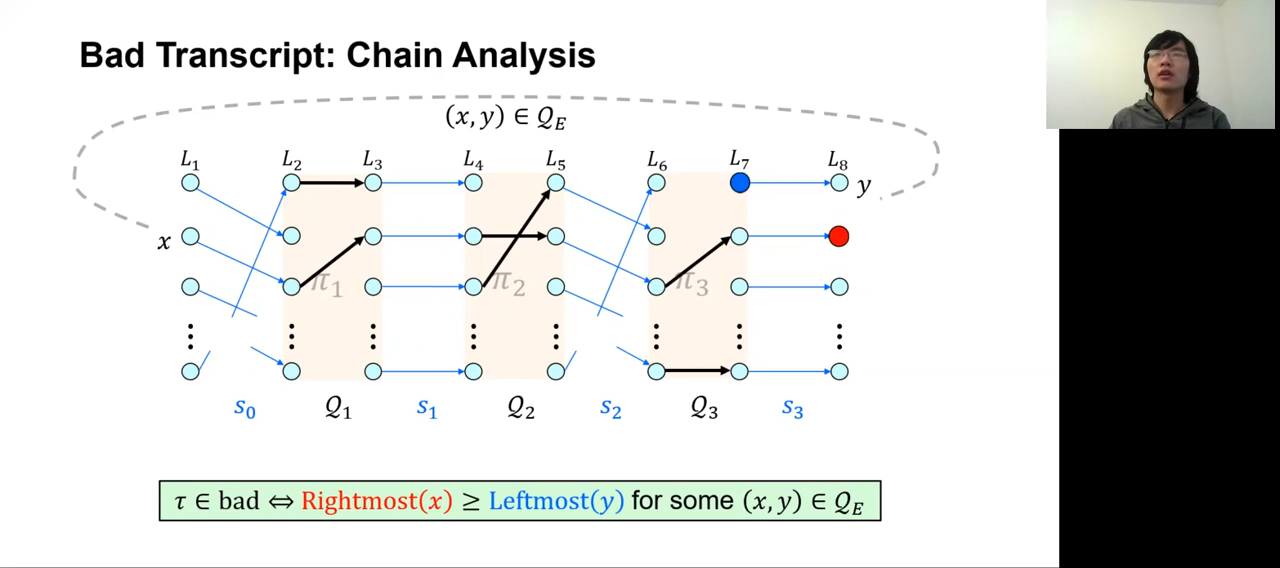 Bad Transcript: Chain Analysis
(x, y) ∈ 𝒬_E
L₁ L₂ L₃ L₄ L₅ L₆ L₇ L₈
y
x
π₁ π₂ π₃
s₀ 𝒬₁ s₁ 𝒬₂ s₂ 𝒬₃ s₃
τ ∈ bad ⇔ Rightmost(x) ≥ Leftmost(y) for some (x, y) ∈ 𝒬_E